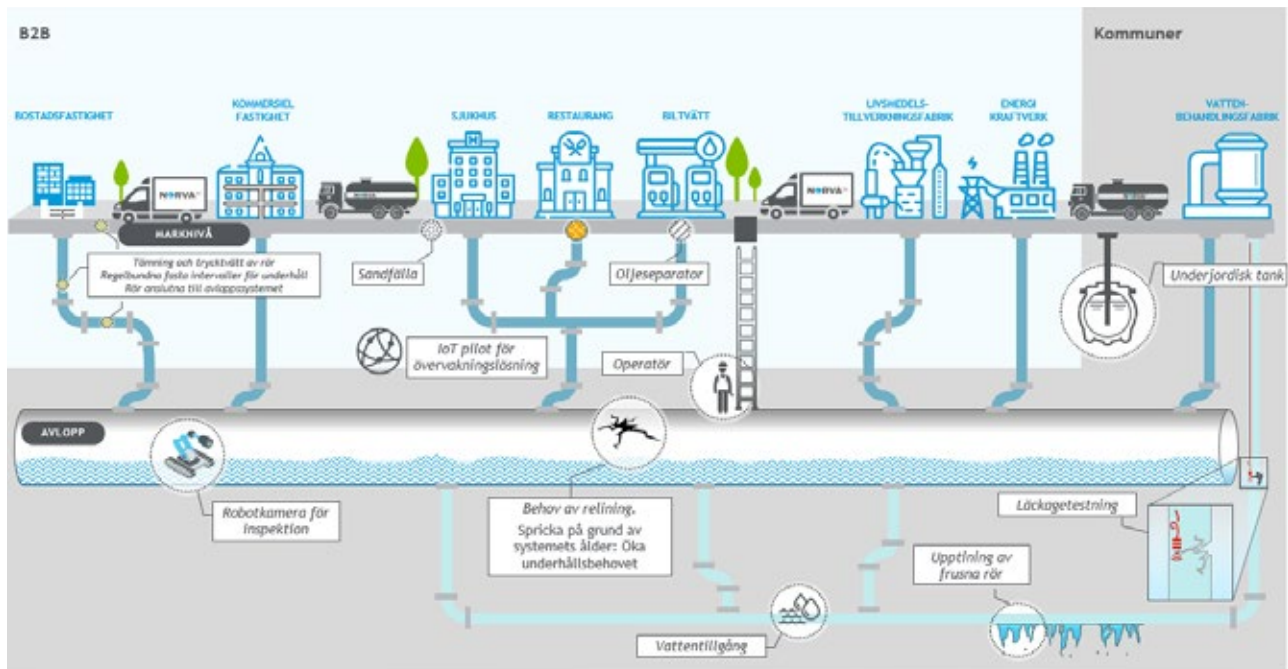 B2B
Kommuner
BOSTADSFASTIGHET
KOMMERSIEL
FASTIGHET
SJUKHUS
RESTAURANG
BILTVÄTT
LIVSMEDELS-
TILLVERKNINGSFABRIK
ENERGI
KRAFTVERK
VATTEN-
BEHANDLINGSFABRIK
NORVA
NORVA
MARKNIVÅ
Tömning och trycktvätt av rör
Regelbundna fasta intervaller för underhåll
Rör anslutna till avloppssystemet
Sandfälla
Oljeseparator
Underjordisk tank
IoT pilot för
övervakningslösning
Operatör
AVLOPP
Robotkamera för
inspektion
Behov av relining.
Spricka på grund av
systemets ålder: Öka
underhållsbehovet
Läckagetestning
Upptining av
frusna rör
Vattentillgång